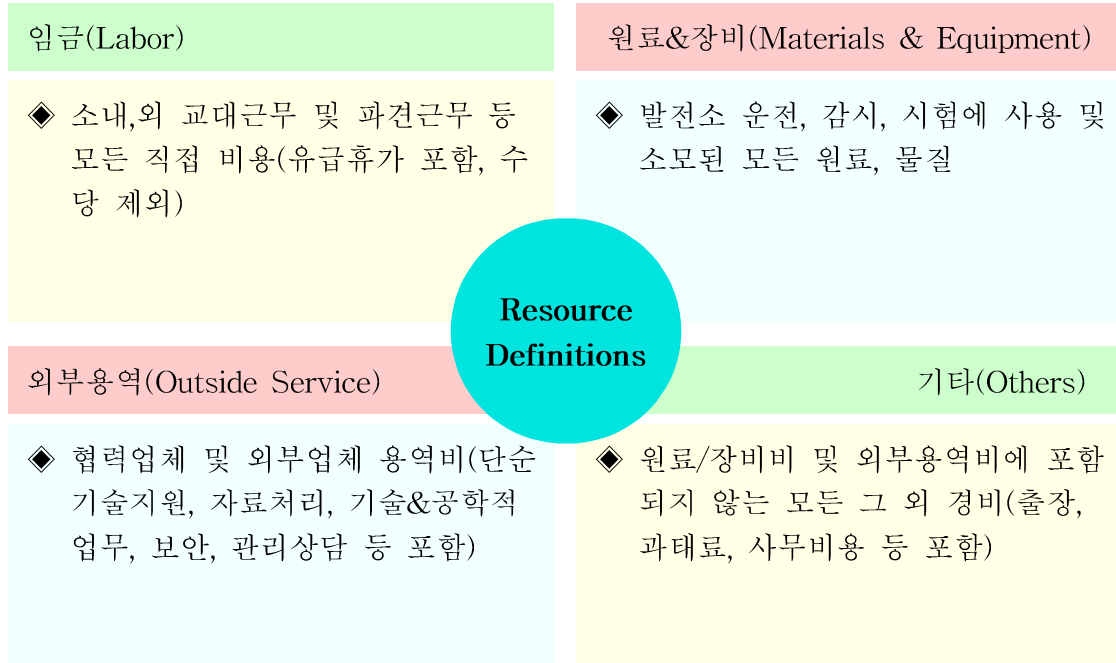 임금(Labor)
◈ 소내,외 교대근무 및 파견근무 등
모든 직접 비용(유급휴가 포함, 수
당 제외)
원료&장비(Materials & Equipment)
◈ 발전소 운전, 감시, 시험에 사용 및
소모된 모든 원료, 물질
Resource
Definitions
외부용역(Outside Service)
◈ 협력업체 및 외부업체 용역비(단순
기술지원, 자료처리, 기술&공학적
업무, 보안, 관리상담 등 포함)
기타(Others)
◈ 원료/장비비 및 외부용역비에 포함
되지 않는 모든 그 외 경비(출장,
과태료, 사무비용 등 포함)